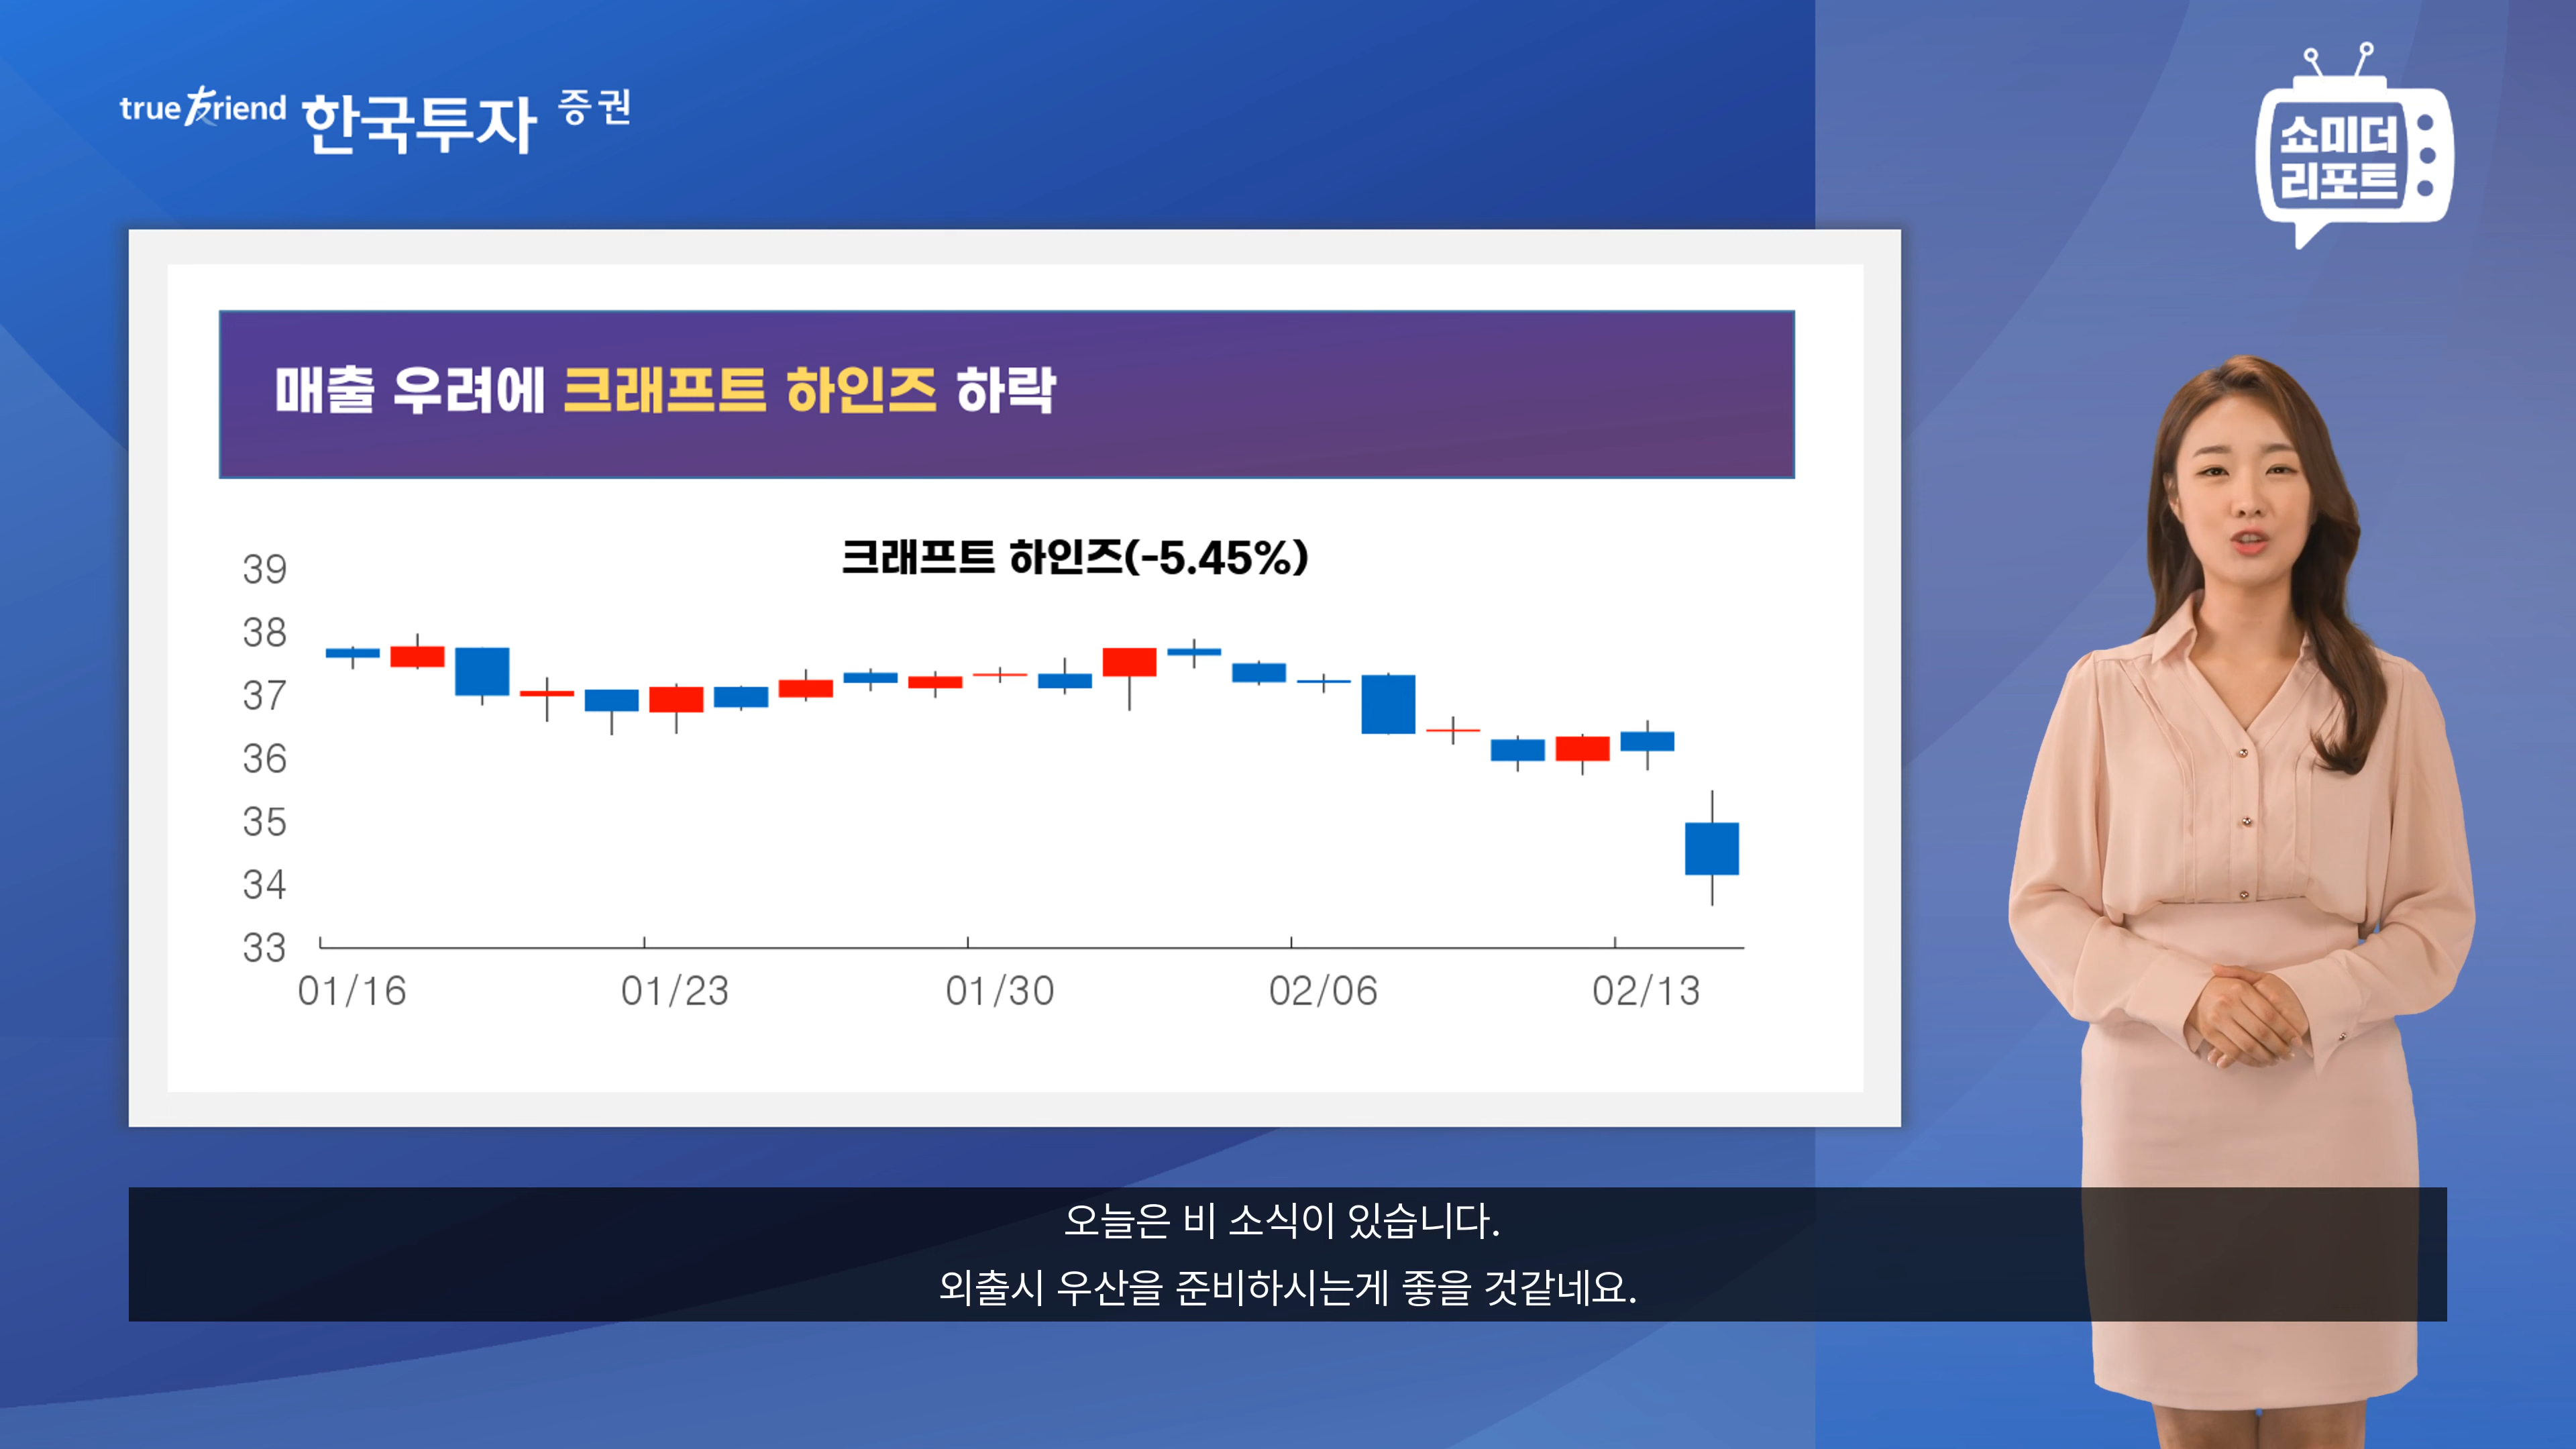 true friend 한국투자 증권
쇼미더
리포트
매출 우려에 크래프트 하인즈 하락
크래프트 하인즈(-5.45%)
39
38
37
36
35
34
33
01/16 01/23 01/30 02/06 02/13
오늘은 비 소식이 있습니다.
외출시 우산을 준비하시는게 좋을 것같네요.